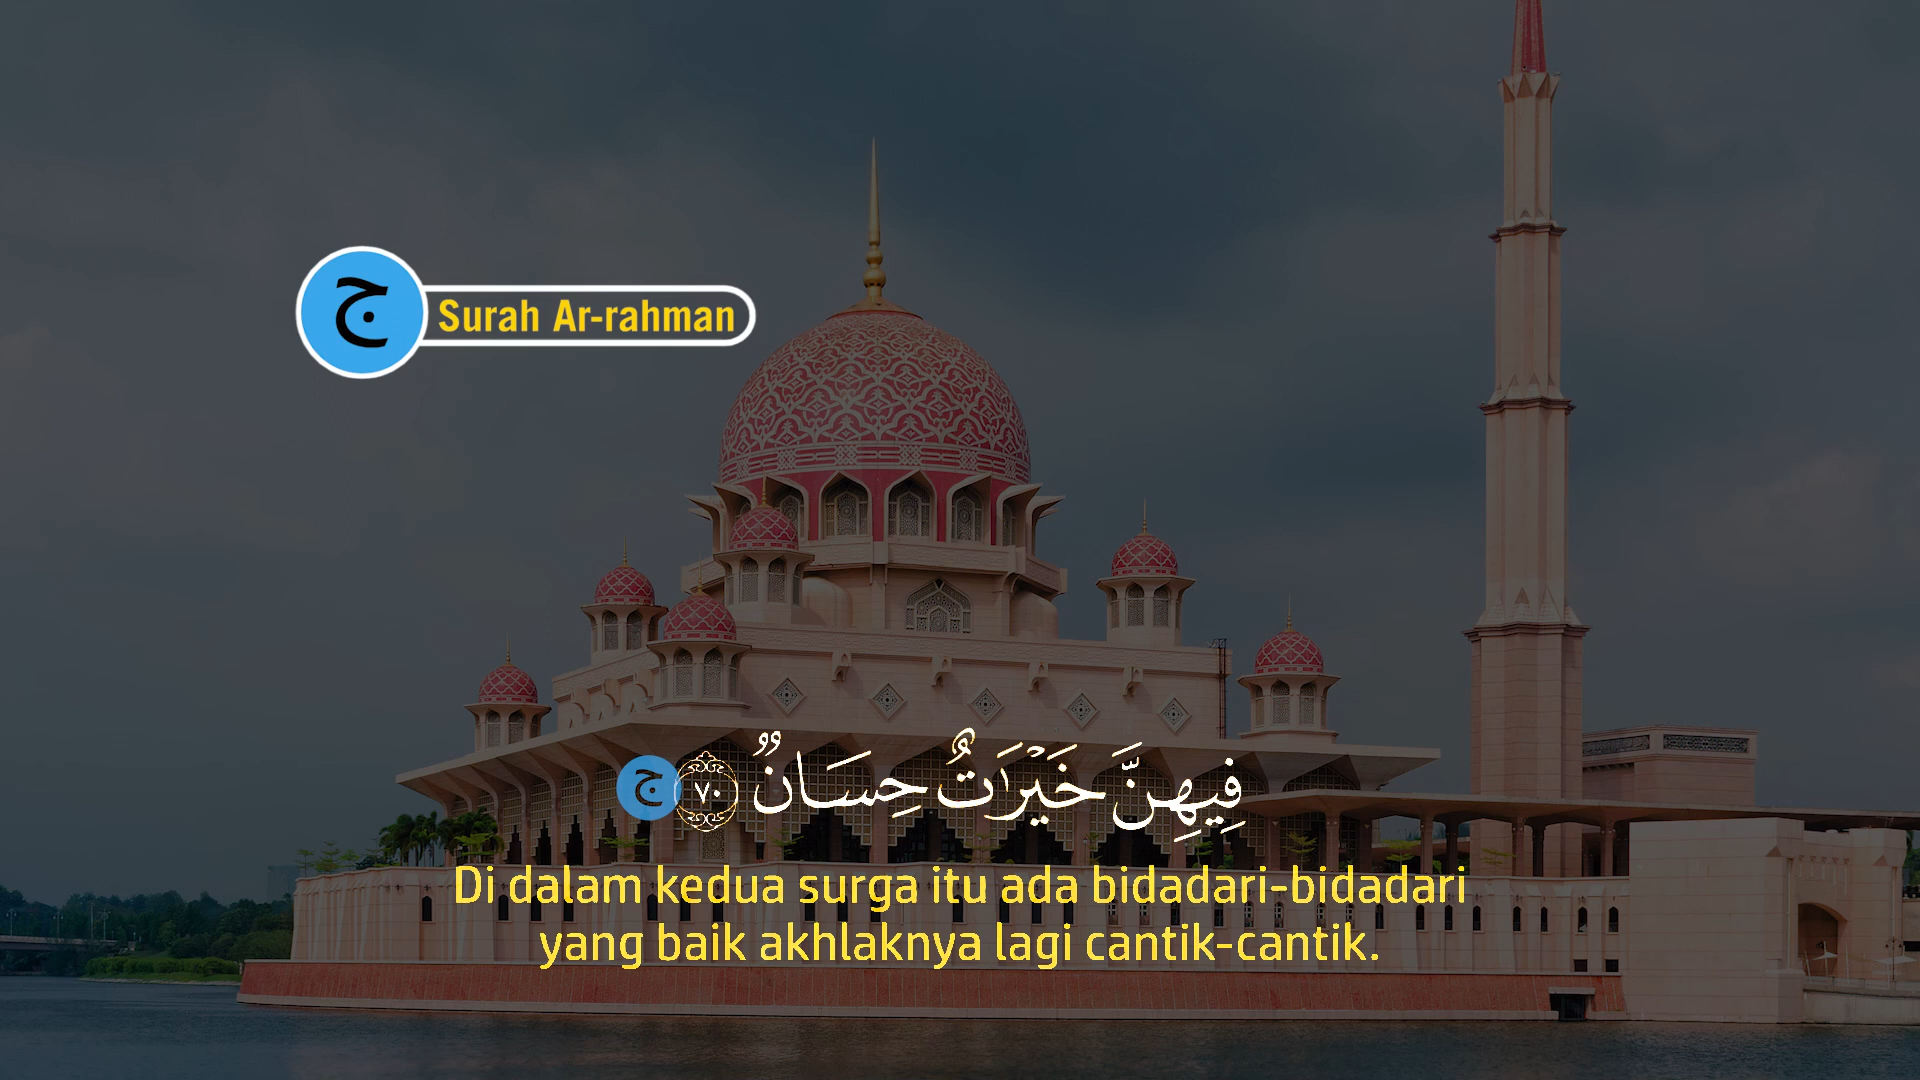 ج
Surah Ar-rahman
فِيهِنَّ خَيْرَٰتٌ حِسَانٌ ٧٠ ج
Di dalam kedua surga itu ada bidadari-bidadari
yang baik akhlaknya lagi cantik-cantik.